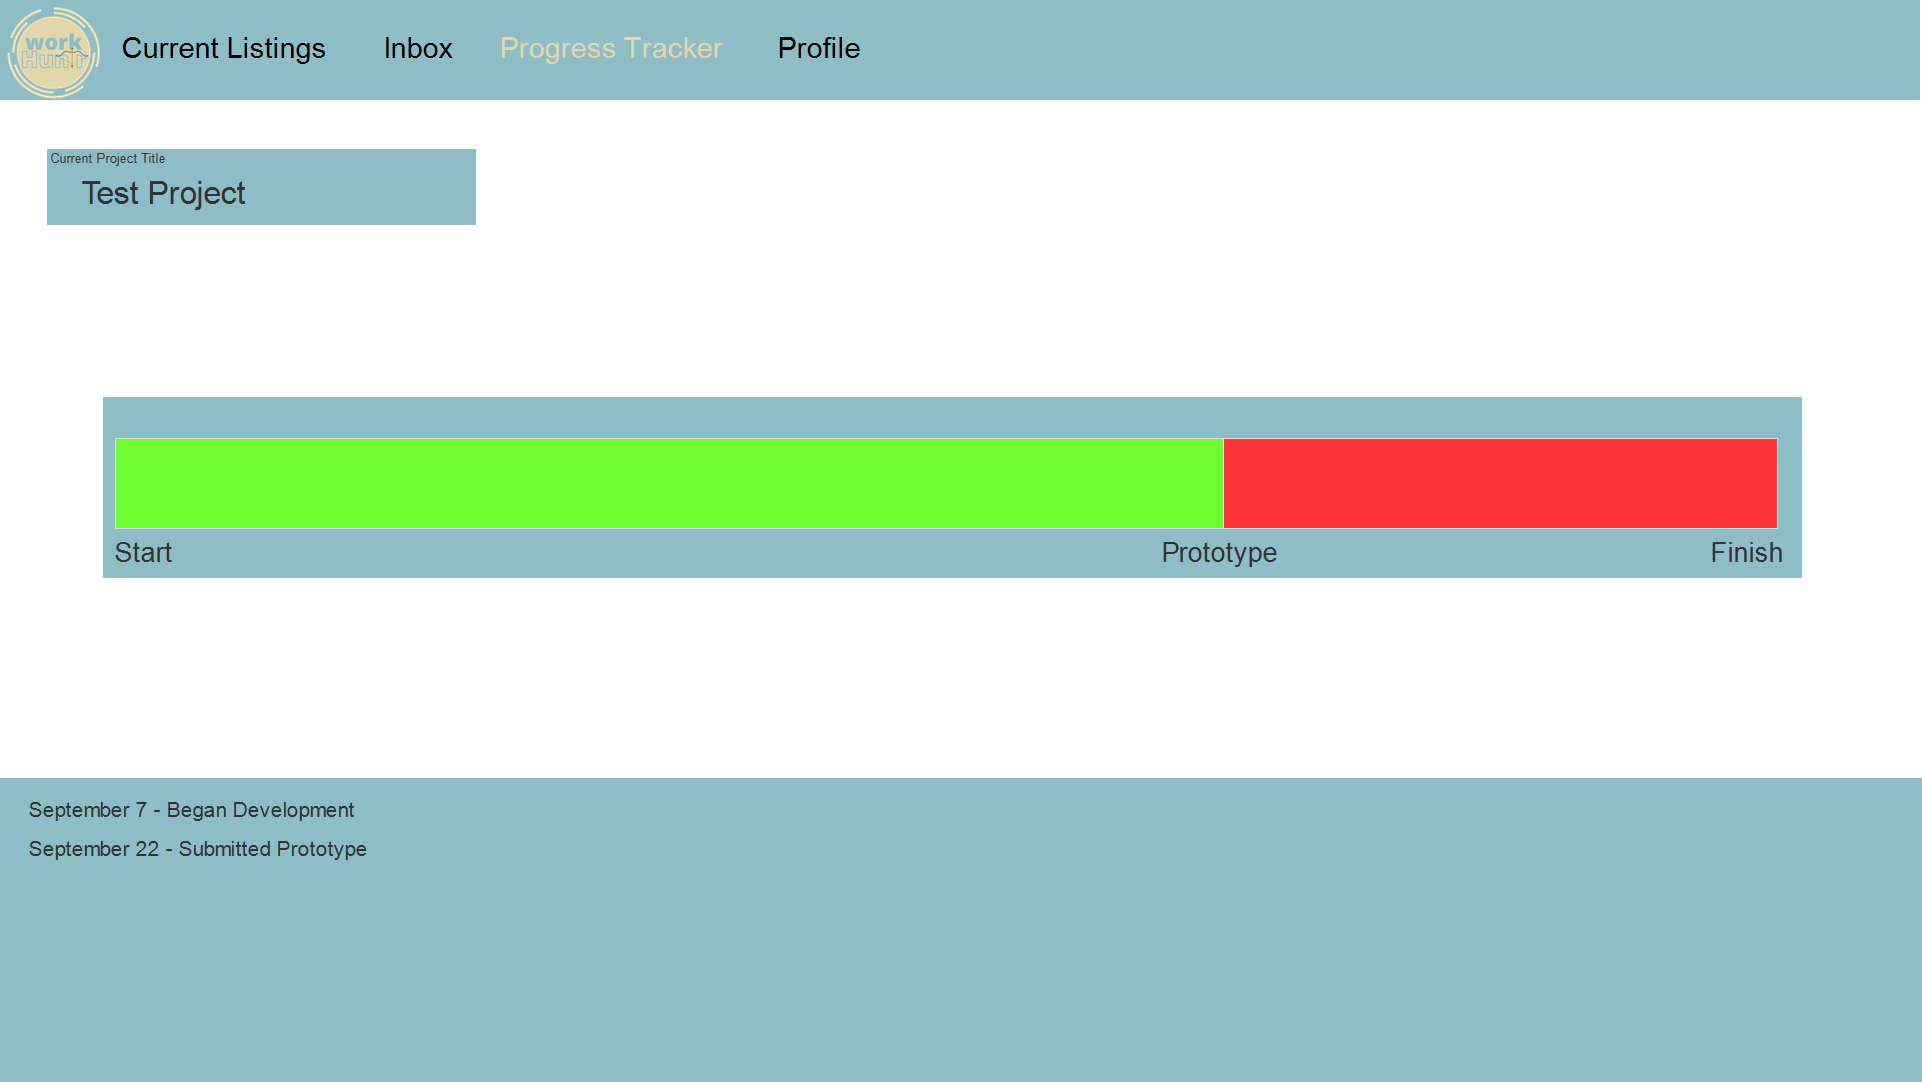 work
Huntr
Current Listings
Inbox
Progress Tracker
Profile
Current Project Title
Test Project
Start
Prototype
Finish
September 7 - Began Development
September 22 - Submitted Prototype